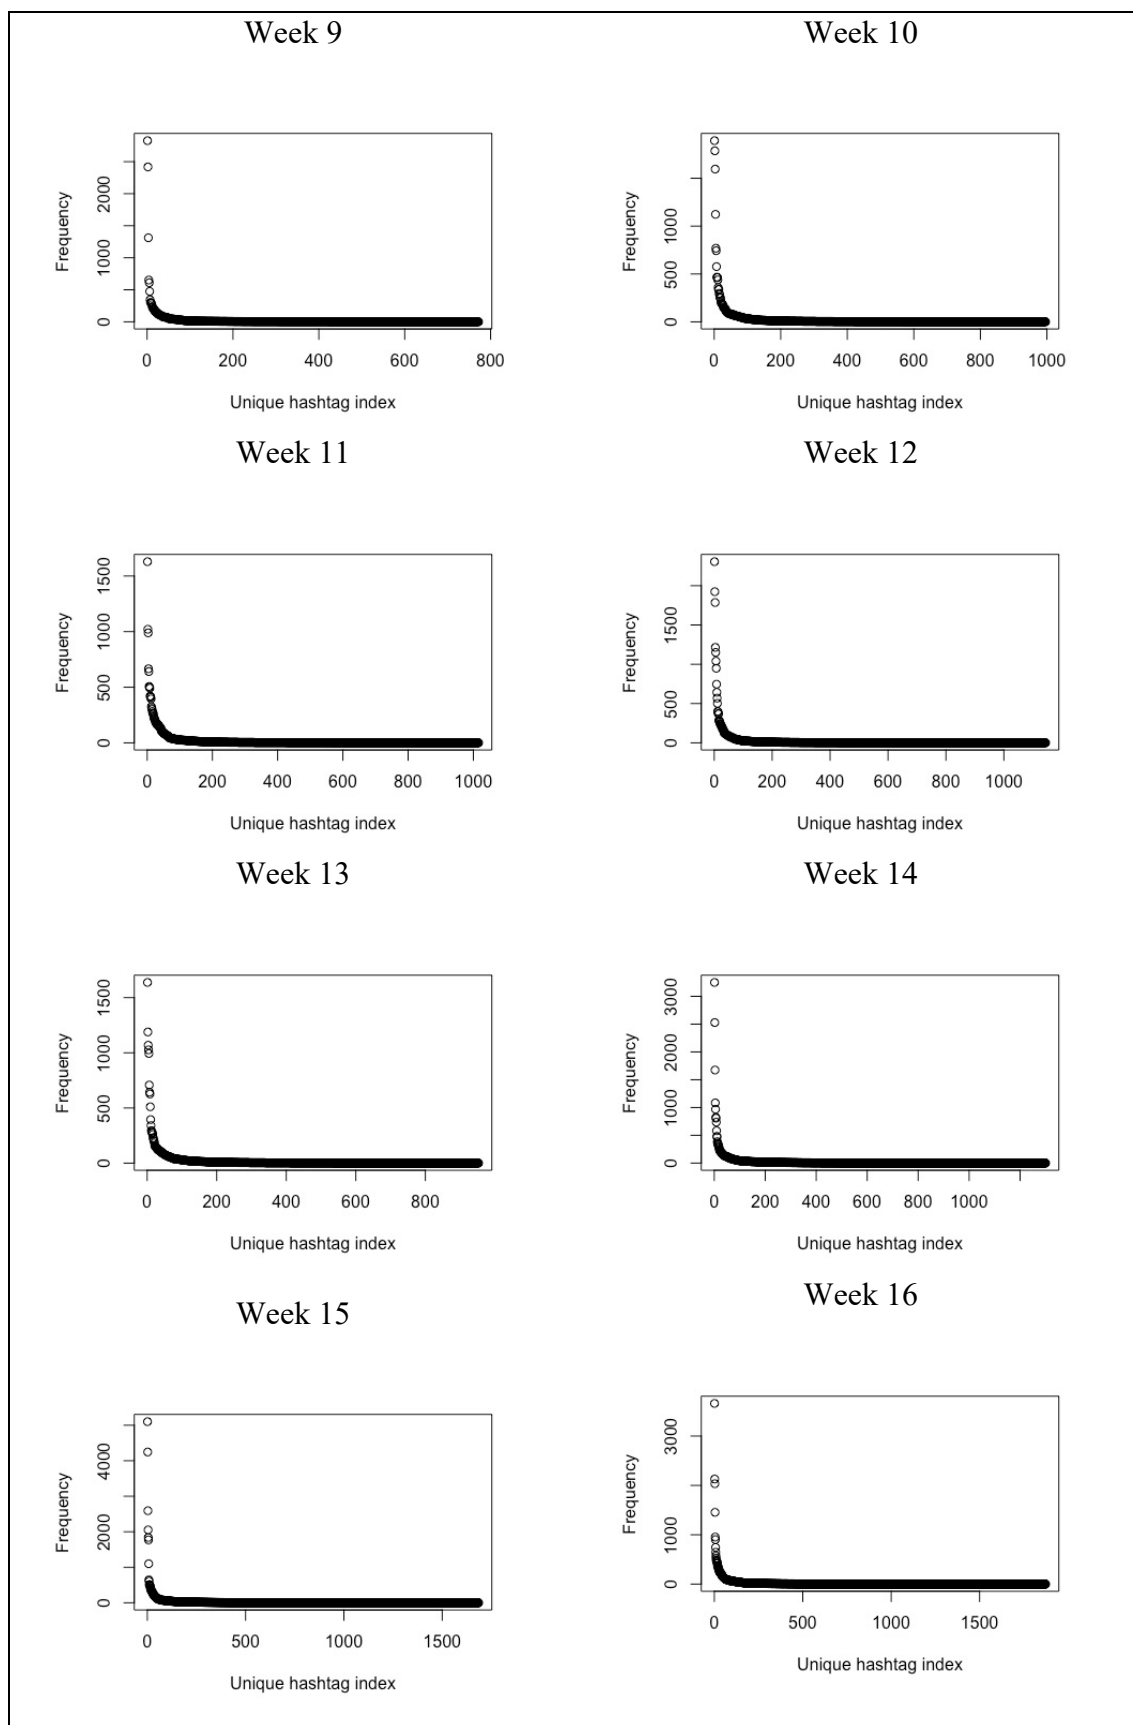 Week 9
Frequency
2000
1000
0
0 200 400 600 800
Unique hashtag index
Week 10
Frequency
1000
500
0
0 200 400 600 800 1000
Unique hashtag index
Week 11
Frequency
1500
1000
500
0
0 200 400 600 800 1000
Unique hashtag index
Week 12
Frequency
1500
500
0
0 200 400 600 800 1000
Unique hashtag index
Week 13
Frequency
1500
1000
500
0
0 200 400 600 800
Unique hashtag index
Week 14
Frequency
3000
2000
1000
0
0 200 400 600 800 1000
Unique hashtag index
Week 15
Frequency
4000
2000
0
0 500 1000 1500
Unique hashtag index
Week 16
Frequency
3000
1000
0
0 500 1000 1500
Unique hashtag index